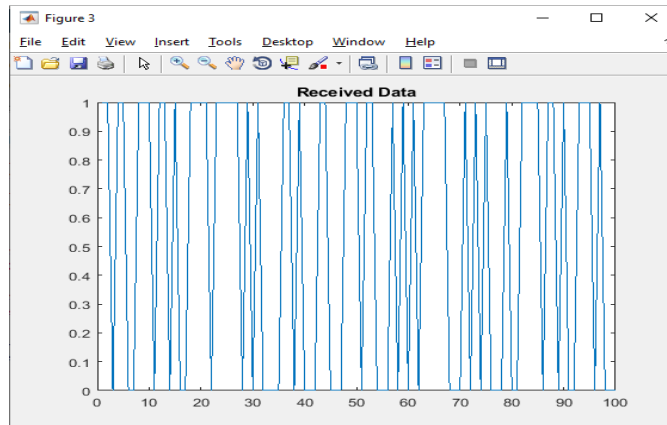 Figure 3
File Edit View Insert Tools Desktop Window Help
Received Data
1
0.9
0.8
0.7
0.6
0.5
0.4
0.3
0.2
0.1
0
0 10 20 30 40 50 60 70 80 90 100